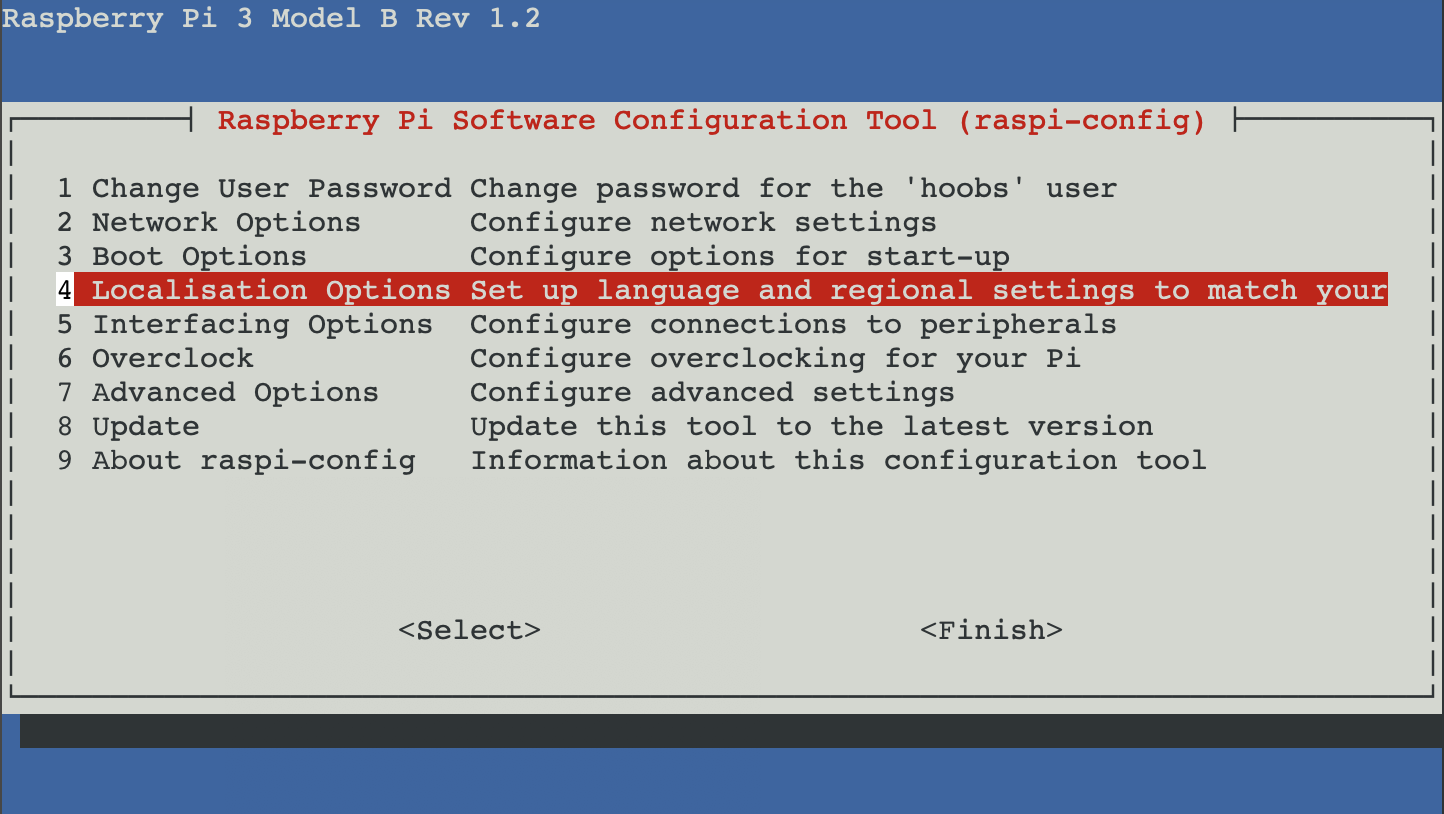 Raspberry Pi 3 Model B Rev 1.2
Raspberry Pi Software Configuration Tool (raspi-config)
1 Change User Password Change password for the 'hoobs' user
2 Network Options Configure network settings
3 Boot Options Configure options for start-up
4 Localisation Options Set up language and regional settings to match your
5 Interfacing Options Configure connections to peripherals
6 Overclock Configure overclocking for your Pi
7 Advanced Options Configure advanced settings
8 Update Update this tool to the latest version
9 About raspi-config Information about this configuration tool
<Select> <Finish>